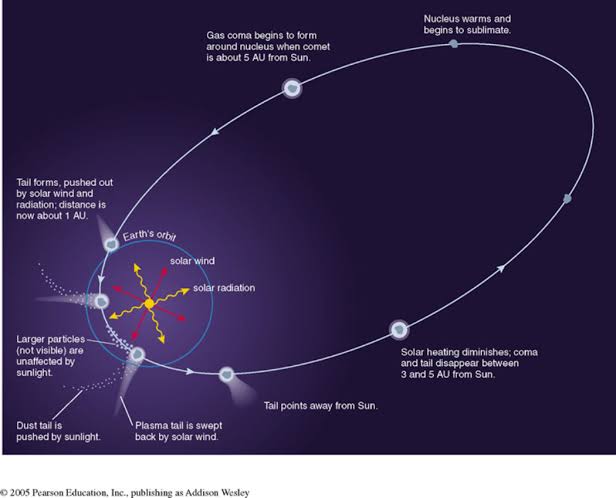 Nucleus warms and
begins to sublimate.
Gas coma begins to form
around nucleus when comet
is about 5 AU from Sun.
Tail forms, pushed out
by solar wind and
radiation; distance is
now about 1 AU.
Earth's orbit
solar wind
solar radiation
Larger particles
(not visible) are
unaffected by
sunlight.
Solar heating diminishes; coma
and tail disappear between
3 and 5 AU from Sun.
Tail points away from Sun.
Dust tail is
pushed by sunlight.
Plasma tail is swept
back by solar wind.
© 2005 Pearson Education, Inc., publishing as Addison Wesley